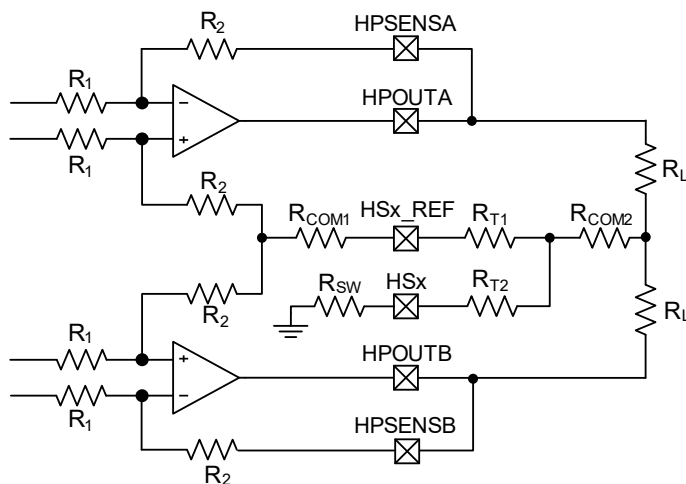 R2
HPSENSA
R1
−
HPOUTA
R1
+
R2
RL
RCOM1
HSx_REF
RT1
RCOM2
RSW
HSx
RT2
R2
RL
R1
+
HPOUTB
R1
−
HPSENSB
R2